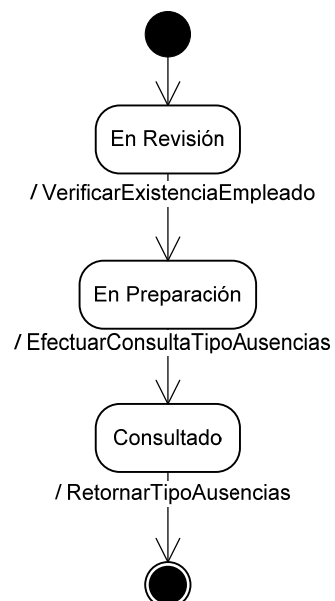 En Revisión
/ VerificarExistenciaEmpleado
En Preparación
/ EfectuarConsultaTipoAusencias
Consultado
/ RetornarTipoAusencias